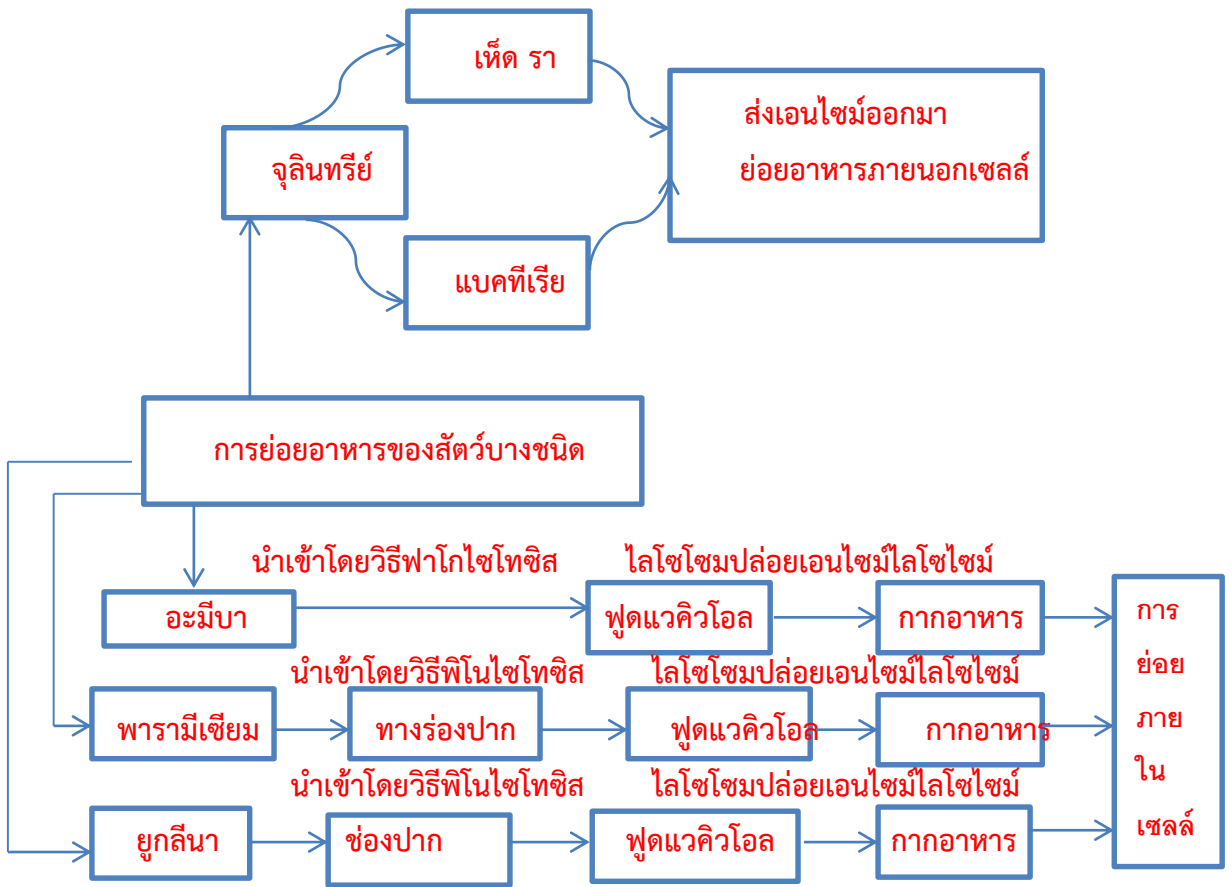 เห็ด รา
ส่งเอนไซม์ออกมา
ย่อยอาหารภายนอกเซลล์
จุลินทรีย์
แบคทีเรีย
การย่อยอาหารของสัตว์บางชนิด
นำเข้าโดยวิธีฟาโกไซโทซิส
ไลโซโซมปล่อยเอนไซม์ไลโซไซม์
อะมีบา
ฟูดแวคิวโอล
กากอาหาร
นำเข้าโดยวิธีพิโนไซโทซิส
ไลโซโซมปล่อยเอนไซม์ไลโซไซม์
พารามีเซียม
ทางร่องปาก
ฟูดแวคิวโอล
กากอาหาร
นำเข้าโดยวิธีพิโนไซโทซิส
ไลโซโซมปล่อยเอนไซม์ไลโซไซม์
ยูกลีนา
ช่องปาก
ฟูดแวคิวโอล
กากอาหาร
การ
ย่อย
ภาย
ใน
เซลล์